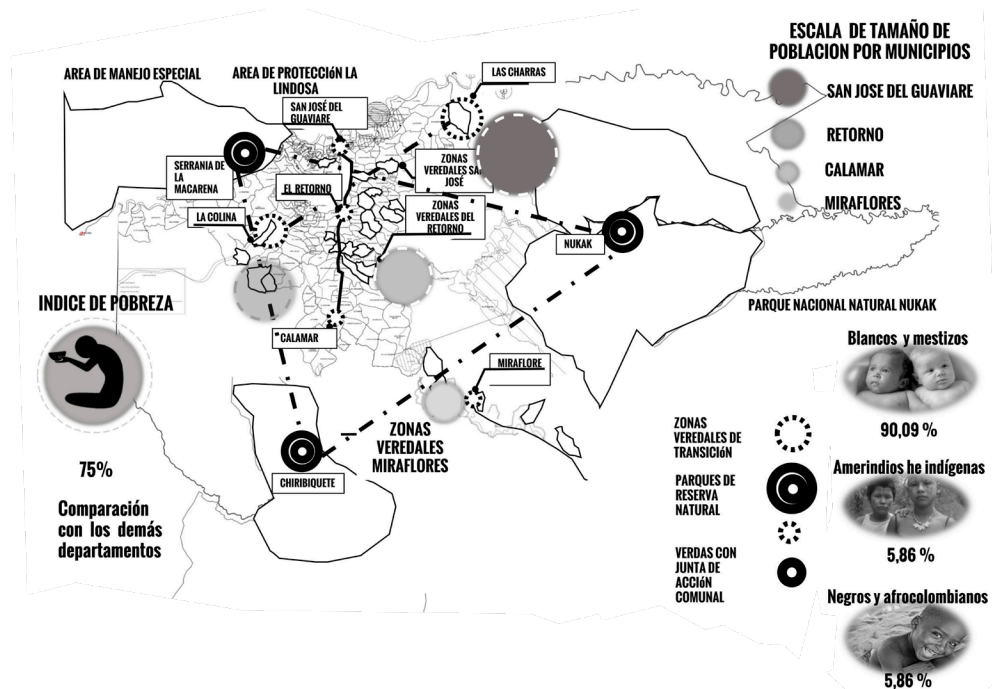 ESCALA DE TAMAÑO DE
POBLACION POR MUNICIPIOS
SAN JOSE DEL GUAVIARE
RETORNO
CALAMAR
MIRAFLORES
AREA DE MANEJO ESPECIAL
AREA DE PROTECCIóN LA
LINDOSA
LAS CHARRAS
SAN JOSÉ DEL
GUAVIARE
SERRANIA DE
LA
MACARENA
ZONAS
VEREDALES SA
JOSÉ
EL RETORNO
ZONAS
VEREDALES DEL
RETORNO
LA COLINA
NUKAK
PARQUE NACIONAL NATURAL NUKAK
INDICE DE POBREZA
75%
Comparación
con los demás
departamentos
CALAMAR
MIRAFLORE
ZONAS
VEREDALES
MIRAFLORES
CHIRIBIQUETE
ZONAS
VEREDALES DE
TRANSICIóN
PARQUES DE
RESERVA
NATURAL
VERDAS CON
JUNTA DE
ACCIóN
COMUNAL
Blancos y mestizos
90,09 %
Amerindios he indígenas
5,86 %
Negros y afrocolombianos
5,86 %